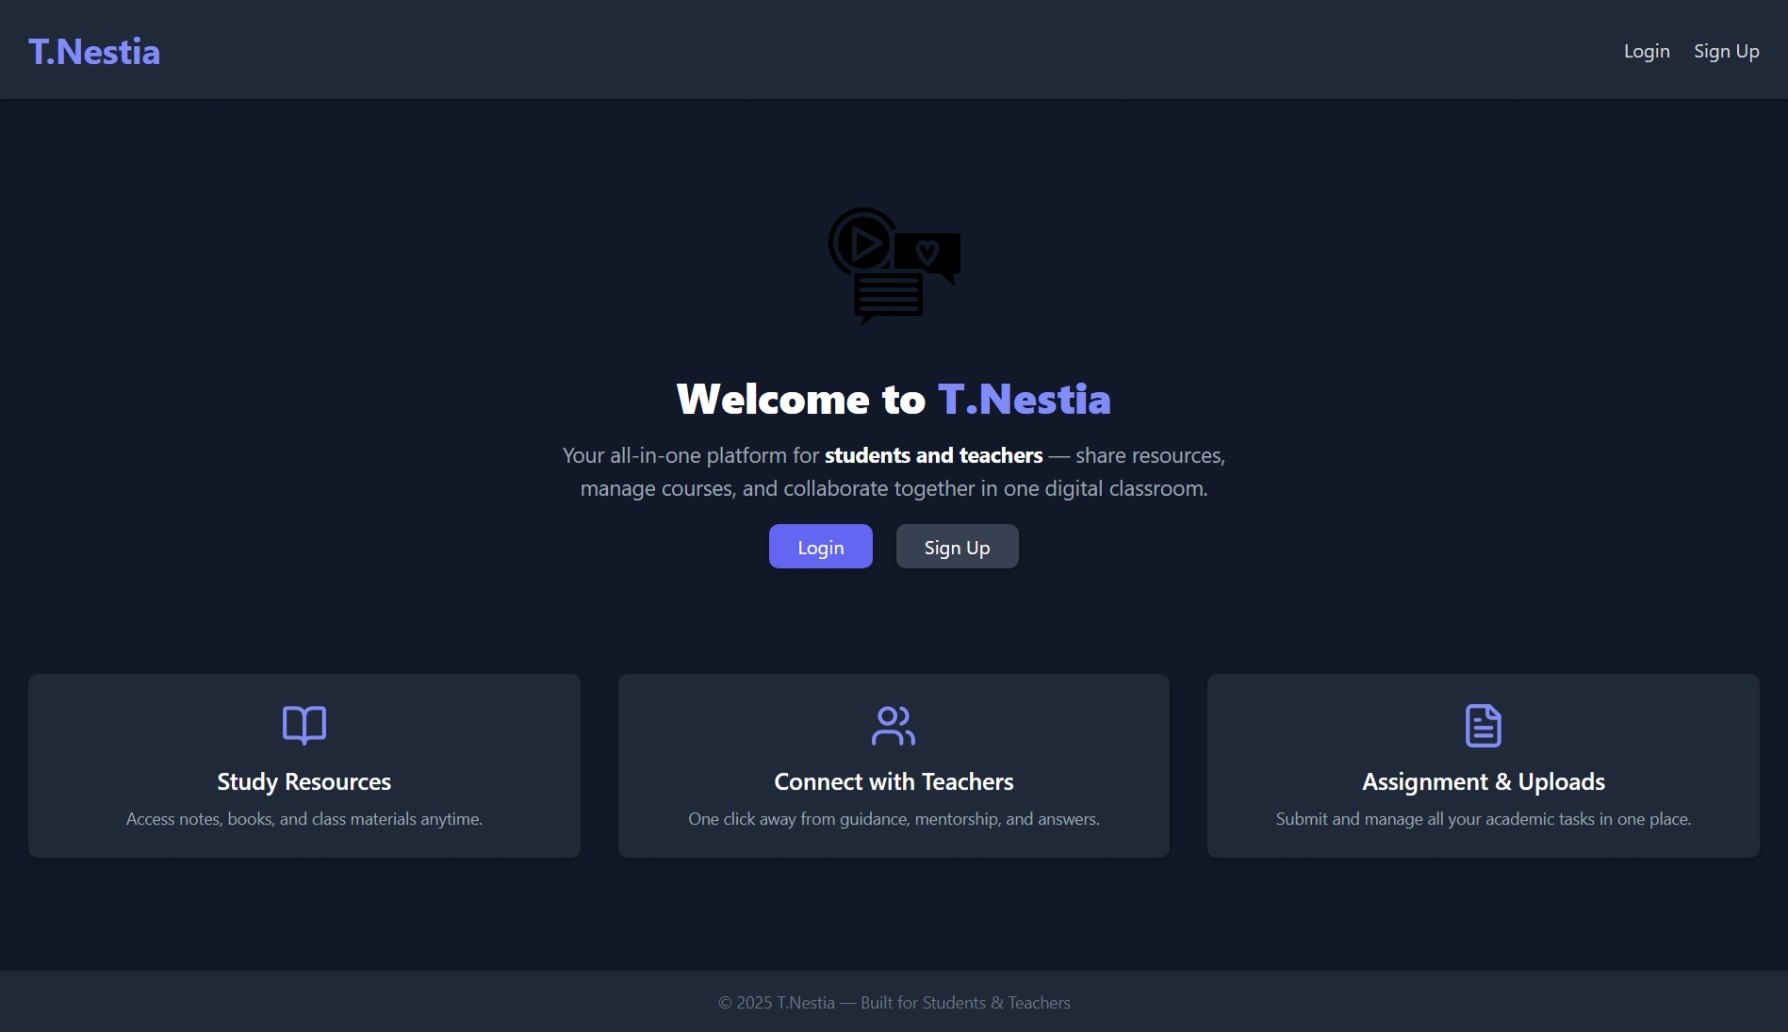 T.Nestia
Login
Sign Up
Welcome to T.Nestia
Your all-in-one platform for students and teachers — share resources,
manage courses, and collaborate together in one digital classroom.
Login
Sign Up
Study Resources
Access notes, books, and class materials anytime.
Connect with Teachers
One click away from guidance, mentorship, and answers.
Assignment & Uploads
Submit and manage all your academic tasks in one place.
© 2025 T.Nestia — Built for Students & Teachers